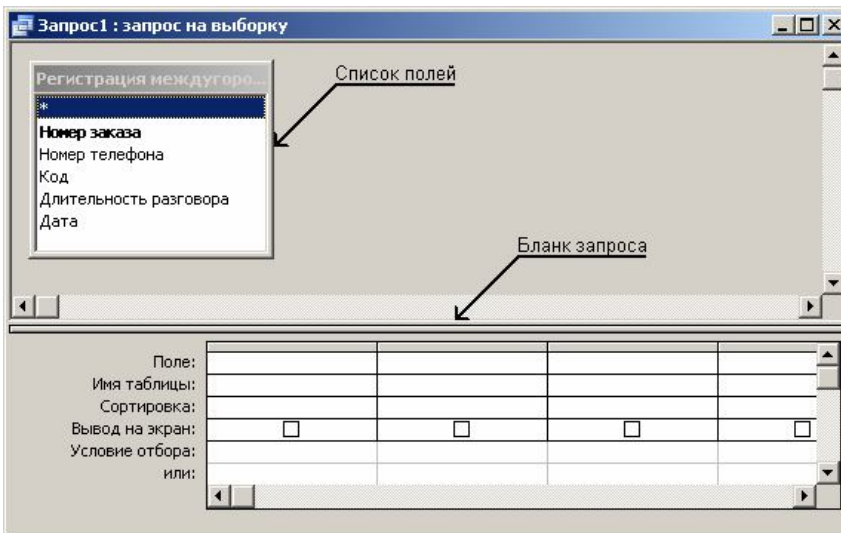 Запрос1 : запрос на выборку
Регистрация междугоро...
Список полей
*
Номер заказа
Номер телефона
Код
Длительность разговора
Дата
Бланк запроса
Поле:
Имя таблицы:
Сортировка:
Вывод на экран:
Условие отбора:
или: